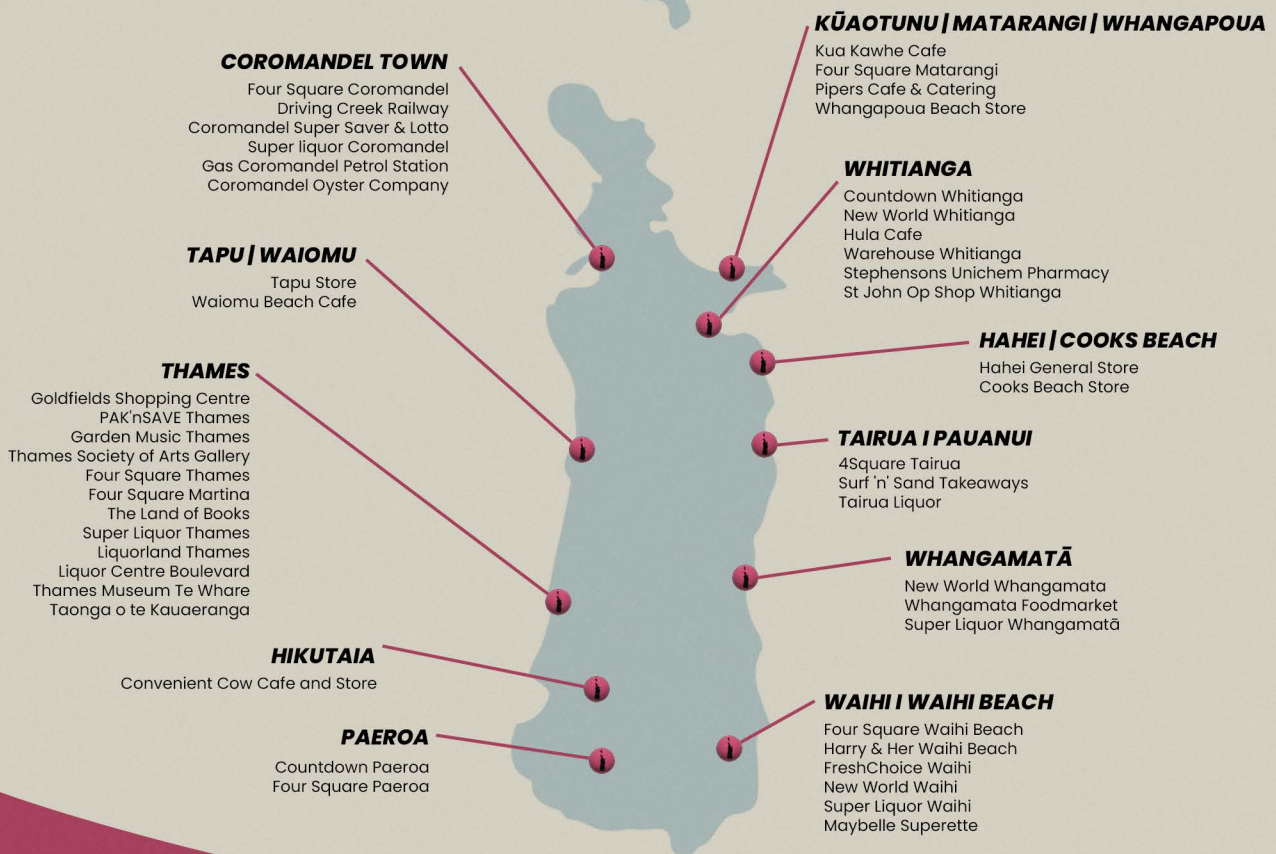 COROMANDEL TOWN
Four Square Coromandel
Driving Creek Railway
Coromandel Super Saver & Lotto
Super liquor Coromandel
Gas Coromandel Petrol Station
Coromandel Oyster Company
TAPU | WAIOMU
Tapu Store
Waiomu Beach Cafe
THAMES
Goldfields Shopping Centre
PAK'nSAVE Thames
Garden Music Thames
Thames Society of Arts Gallery
Four Square Thames
Four Square Martina
The Land of Books
Super Liquor Thames
Liquorland Thames
Liquor Centre Boulevard
Thames Museum Te Whare
Taonga o te Kauaeranga
HIKUTAIA
Convenient Cow Cafe and Store
PAEROA
Countdown Paeroa
Four Square Paeroa
KŪAOTUNU | MATARANGI | WHANGAPOUA
Kua Kawhe Cafe
Four Square Matarangi
Pipers Cafe & Catering
Whangapoua Beach Store
WHITIANGA
Countdown Whitianga
New World Whitianga
Hula Cafe
Warehouse Whitianga
Stephensons Unichem Pharmacy
St John Op Shop Whitianga
HAHEI | COOKS BEACH
Hahei General Store
Cooks Beach Store
TAIRUA I PAUANUI
4Square Tairua
Surf 'n' Sand Takeaways
Tairua Liquor
WHANGAMATĀ
New World Whangamata
Whangamata Foodmarket
Super Liquor Whangamatā
WAIHI I WAIHI BEACH
Four Square Waihi Beach
Harry & Her Waihi Beach
FreshChoice Waihi
New World Waihi
Super Liquor Waihi
Maybelle Superette